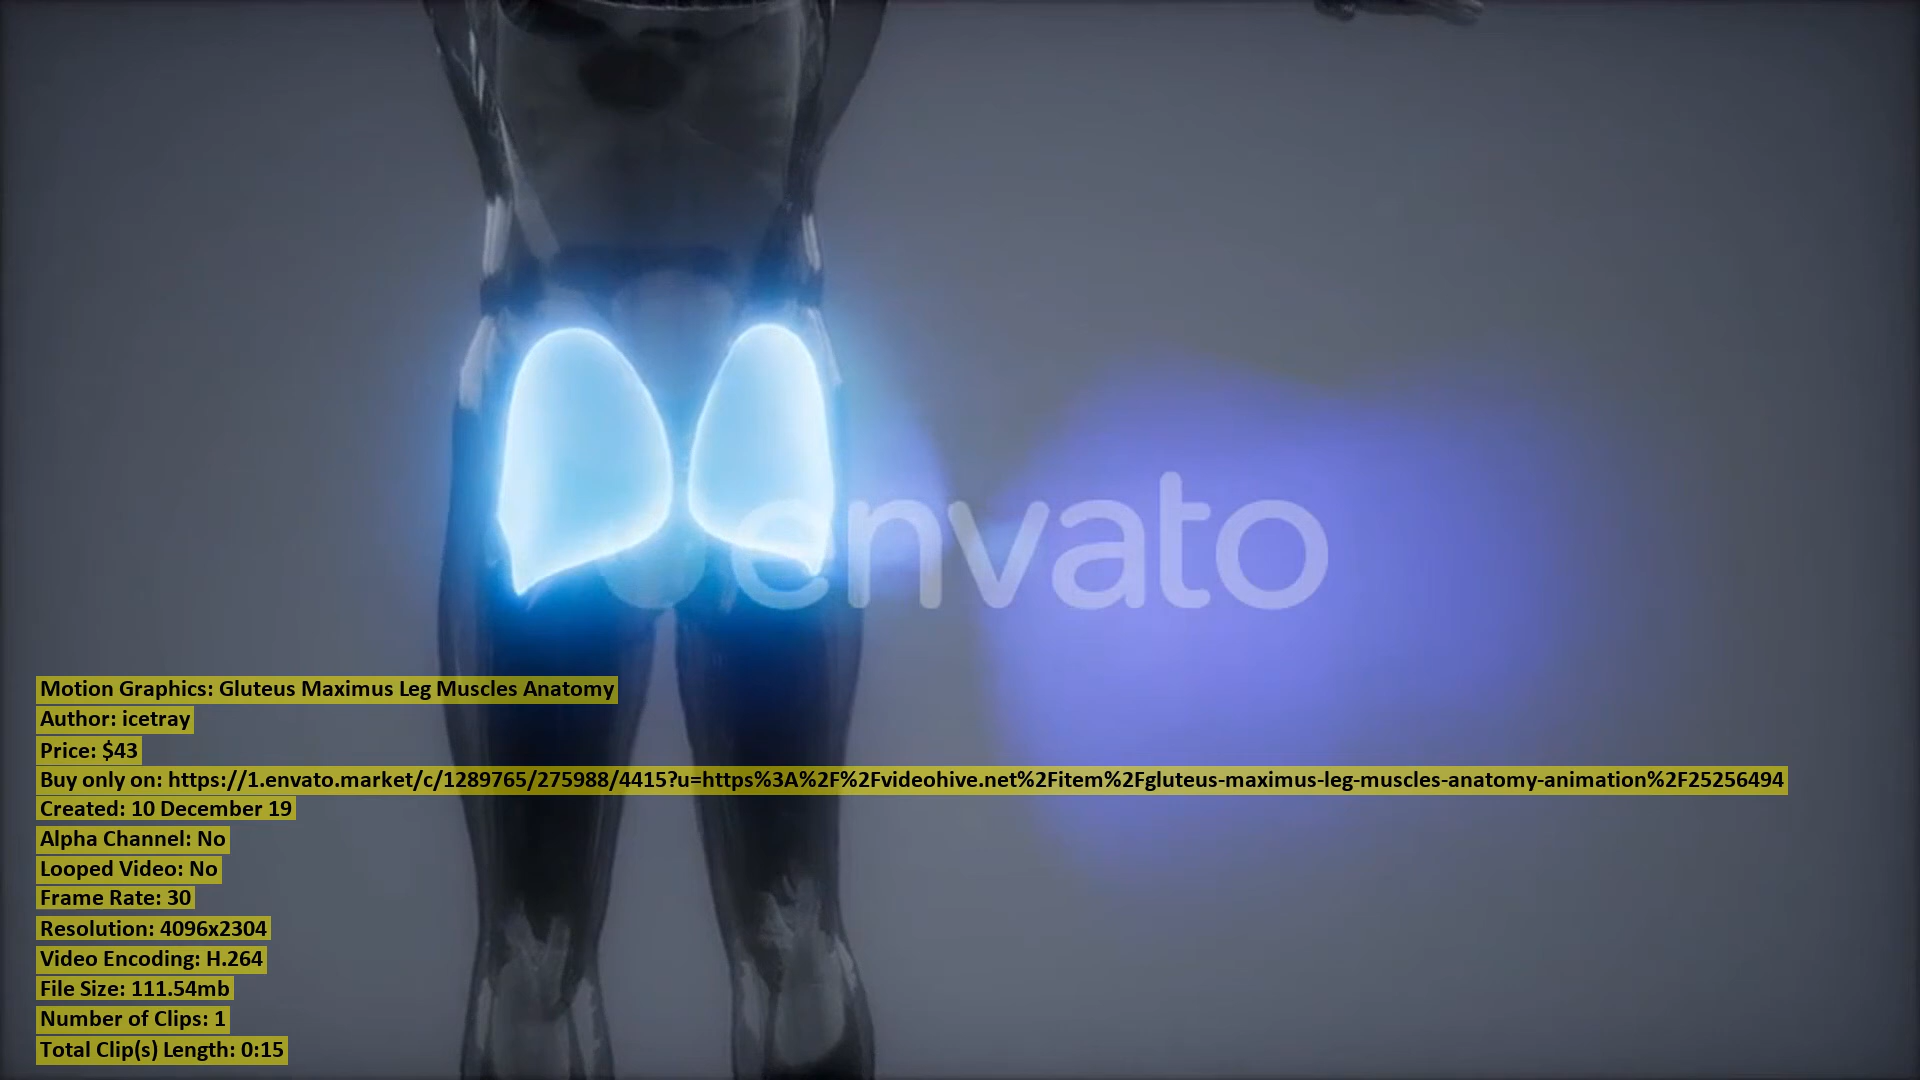 envato
Motion Graphics: Gluteus Maximus Leg Muscles Anatomy
Author: icetray
Price: $43
Buy only on: https://1.envato.market/c/1289765/275988/4415?u=https%3A%2F%2Fvideohive.net%2Fitem%2Fgluteus-maximus-leg-muscles-anatomy-animation%2F25256494
Created: 10 December 19
Alpha Channel: No
Looped Video: No
Frame Rate: 30
Resolution: 4096x2304
Video Encoding: H.264
File Size: 111.54mb
Number of Clips: 1
Total Clip(s) Length: 0:15